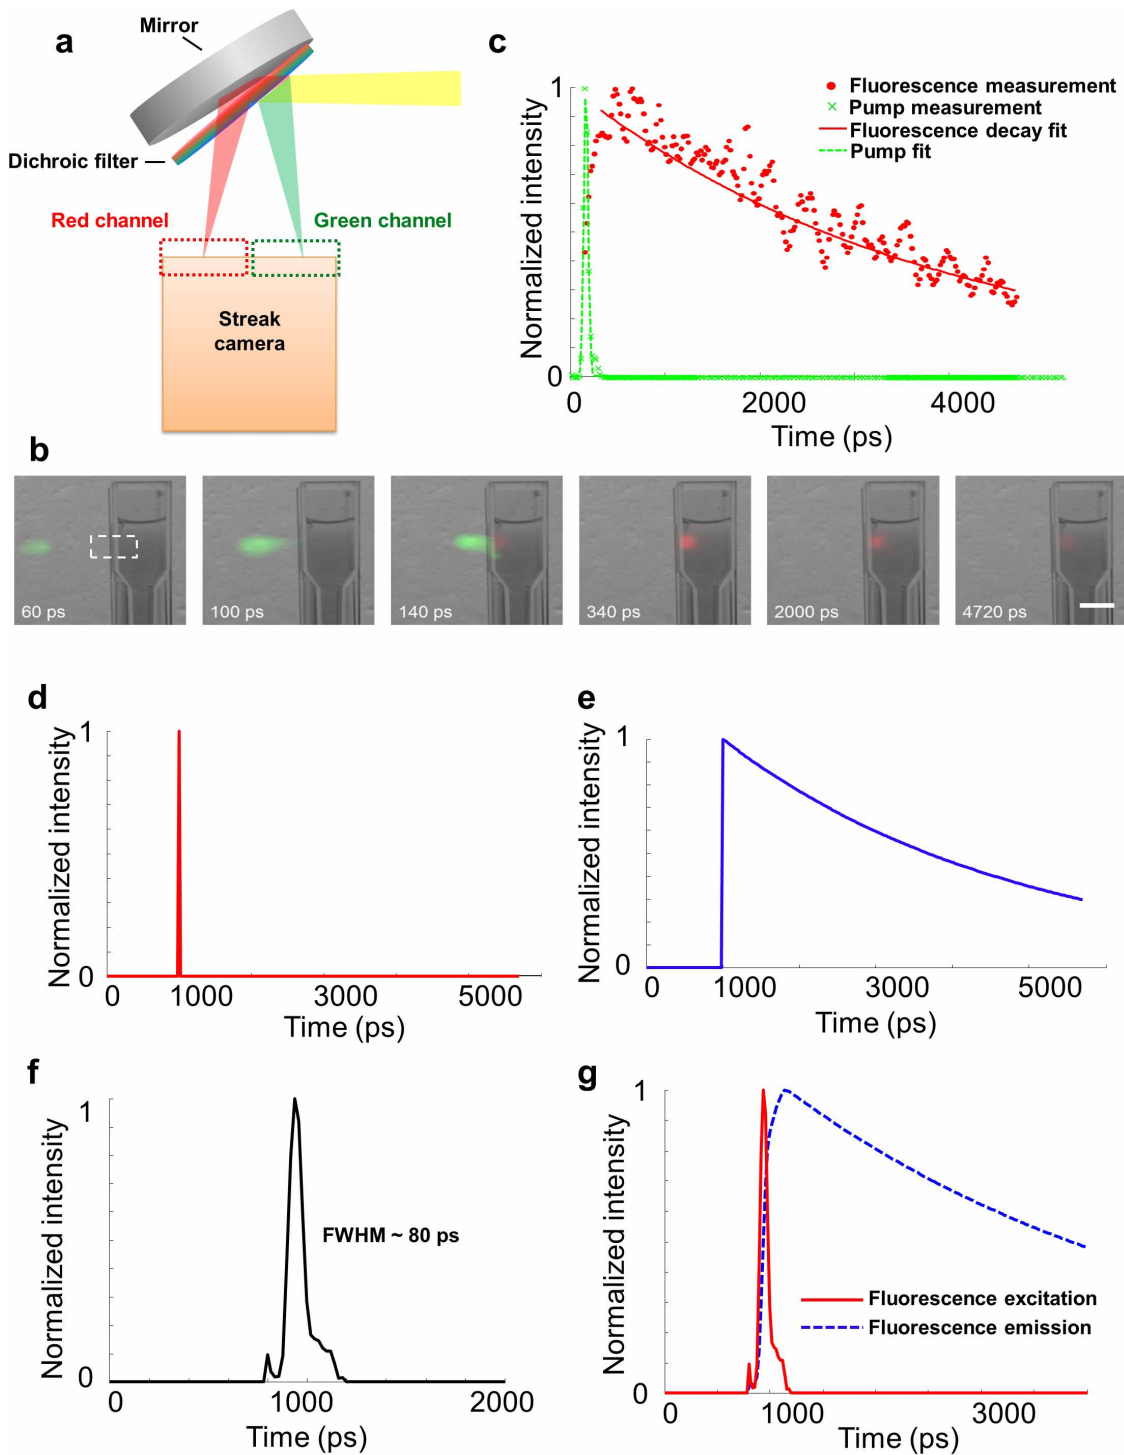 a
Mirror
Dichroic filter
Red channel
Green channel
Streak
camera
c
Normalized intensity
1
0
Fluorescence measurement
Pump measurement
Fluorescence decay fit
Pump fit
0
2000
4000
Time (ps)
b
60 ps
100 ps
140 ps
340 ps
2000 ps
4720 ps
d
Normalized intensity
1
0
0
1000
3000
5000
Time (ps)
e
Normalized intensity
1
0
0
1000
3000
5000
Time (ps)
f
Normalized intensity
1
0
FWHM ~ 80 ps
0
1000
2000
Time (ps)
g
Normalized intensity
1
0
Fluorescence excitation
Fluorescence emission
0
1000
3000
Time (ps)